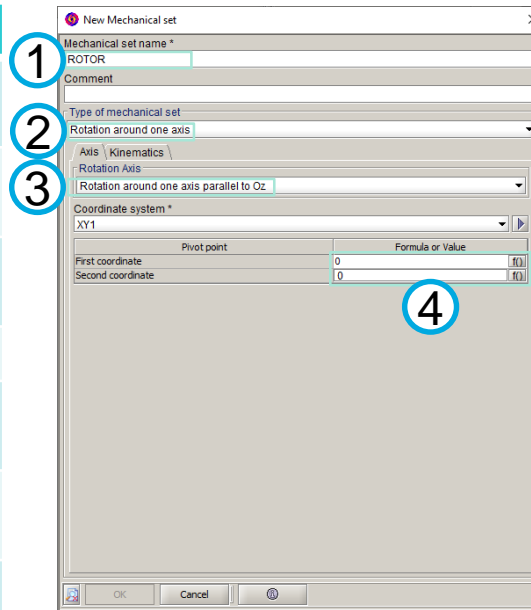 New Mechanical set
Mechanical set name *
1
ROTOR
Comment
Type of mechanical set
2
Rotation around one axis
Axis Kinematics
Rotation Axis
3
Rotation around one axis parallel to Oz
Coordinate system *
XY1
Pivot point Formula or Value
First coordinate 0 f()
Second coordinate 0 f()
4
OK Cancel